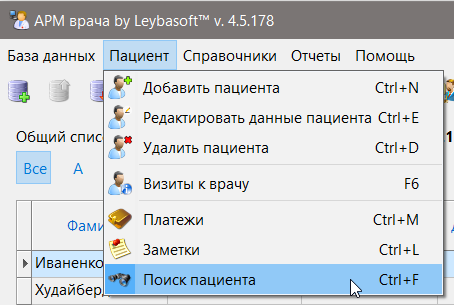 АРМ врача by Leybasoft™ v. 4.5.178
База данных Пациент Справочники Отчеты Помощь
Добавить пациента Ctrl+N
Редактировать данные пациента Ctrl+E
Удалить пациента Ctrl+D
Общий спис
Все А
Визиты к врачу F6
Платежи Ctrl+M
Фами
Заметки Ctrl+L
Иваненко
Поиск пациента Ctrl+F
Худайберд